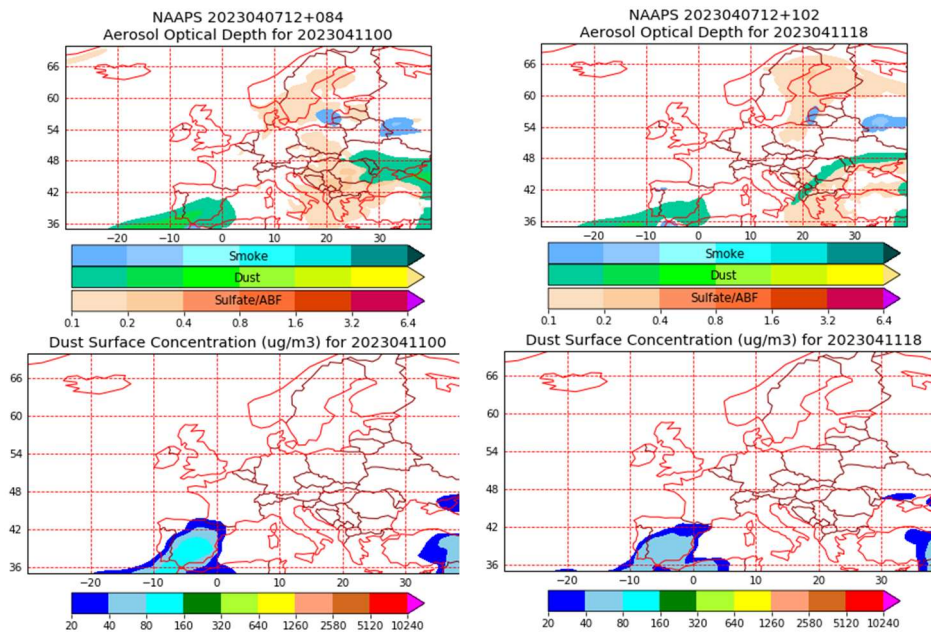 NAAPS 2023040712+084
Aerosol Optical Depth for 2023041100
66
60
54
48
42
36
-20 -10 0 10 20 30
Smoke
Dust
Sulfate/ABF
0.1 0.2 0.4 0.8 1.6 3.2 6.4
NAAPS 2023040712+102
Aerosol Optical Depth for 2023041118
66
60
54
48
42
36
-20 -10 0 10 20 30
Smoke
Dust
Sulfate/ABF
0.1 0.2 0.4 0.8 1.6 3.2 6.4
Dust Surface Concentration (ug/m3) for 2023041100
66
60
54
48
42
36
-20 -10 0 10 20 30
20 40 80 160 320 640 1260 2580 5120 10240
Dust Surface Concentration (ug/m3) for 2023041118
66
60
54
48
42
36
-20 -10 0 10 20 30
20 40 80 160 320 640 1260 2580 5120 10240